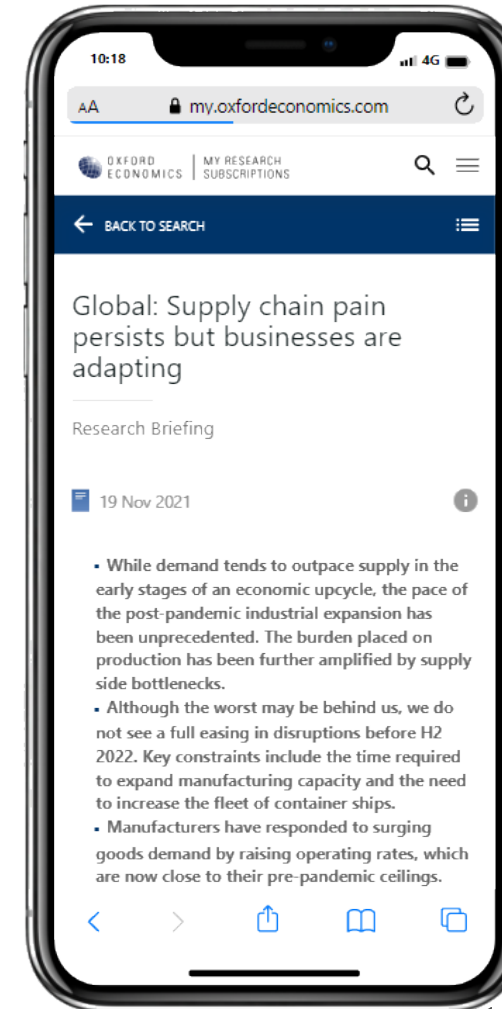 10:18
4G
AA my.oxfordeconomics.com
OXFORD
ECONOMICS
MY RESEARCH
SUBSCRIPTIONS
BACK TO SEARCH
Global: Supply chain pain
persists but businesses are
adapting
Research Briefing
19 Nov 2021
i
▪ While demand tends to outpace supply in the
early stages of an economic upcycle, the pace of
the post-pandemic industrial expansion has
been unprecedented. The burden placed on
production has been further amplified by supply
side bottlenecks.
▪ Although the worst may be behind us, we do
not see a full easing in disruptions before H2
2022. Key constraints include the time required
to expand manufacturing capacity and the need
to increase the fleet of container ships.
▪ Manufacturers have responded to surging
goods demand by raising operating rates, which
are now close to their pre-pandemic ceilings.